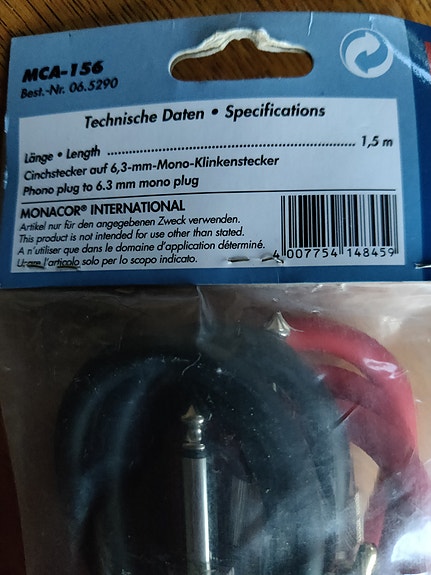 MCA-156
Best.-Nr. 06.5290
Technische Daten • Specifications
Länge • Length ................................................................ 1,5 m
Cinchstecker auf 6,3-mm-Mono-Klinkenstecker
Phono plug to 6.3 mm mono plug
MONACOR® INTERNATIONAL
Artikel nur für den angegebenen Zweck verwenden.
This product is not intended for use other than stated.
A n'utiliser que dans le domaine d'application déterminé.
Usare l'articolo solo per lo scopo indicato.
4 007754 148459